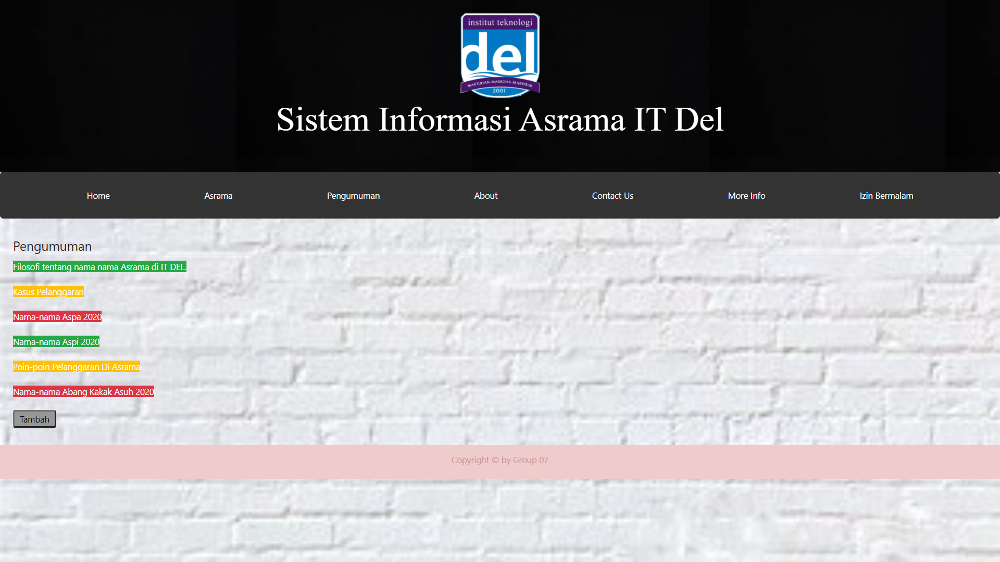 institut teknologi
del
MARTUHAN-MARROHA-MARBISUK
2001
Sistem Informasi Asrama IT Del
Home Asrama Pengumuman About Contact Us More Info Izin Bermalam
Pengumuman
Filosofi tentang nama nama Asrama di IT DEL.
Kasus Pelanggaran
Nama-nama Aspa 2020
Nama-nama Aspi 2020
Poin-poin Pelanggaran Di Asrama
Nama-nama Abang Kakak Asuh 2020
Tambah
Copyright © by Group 07